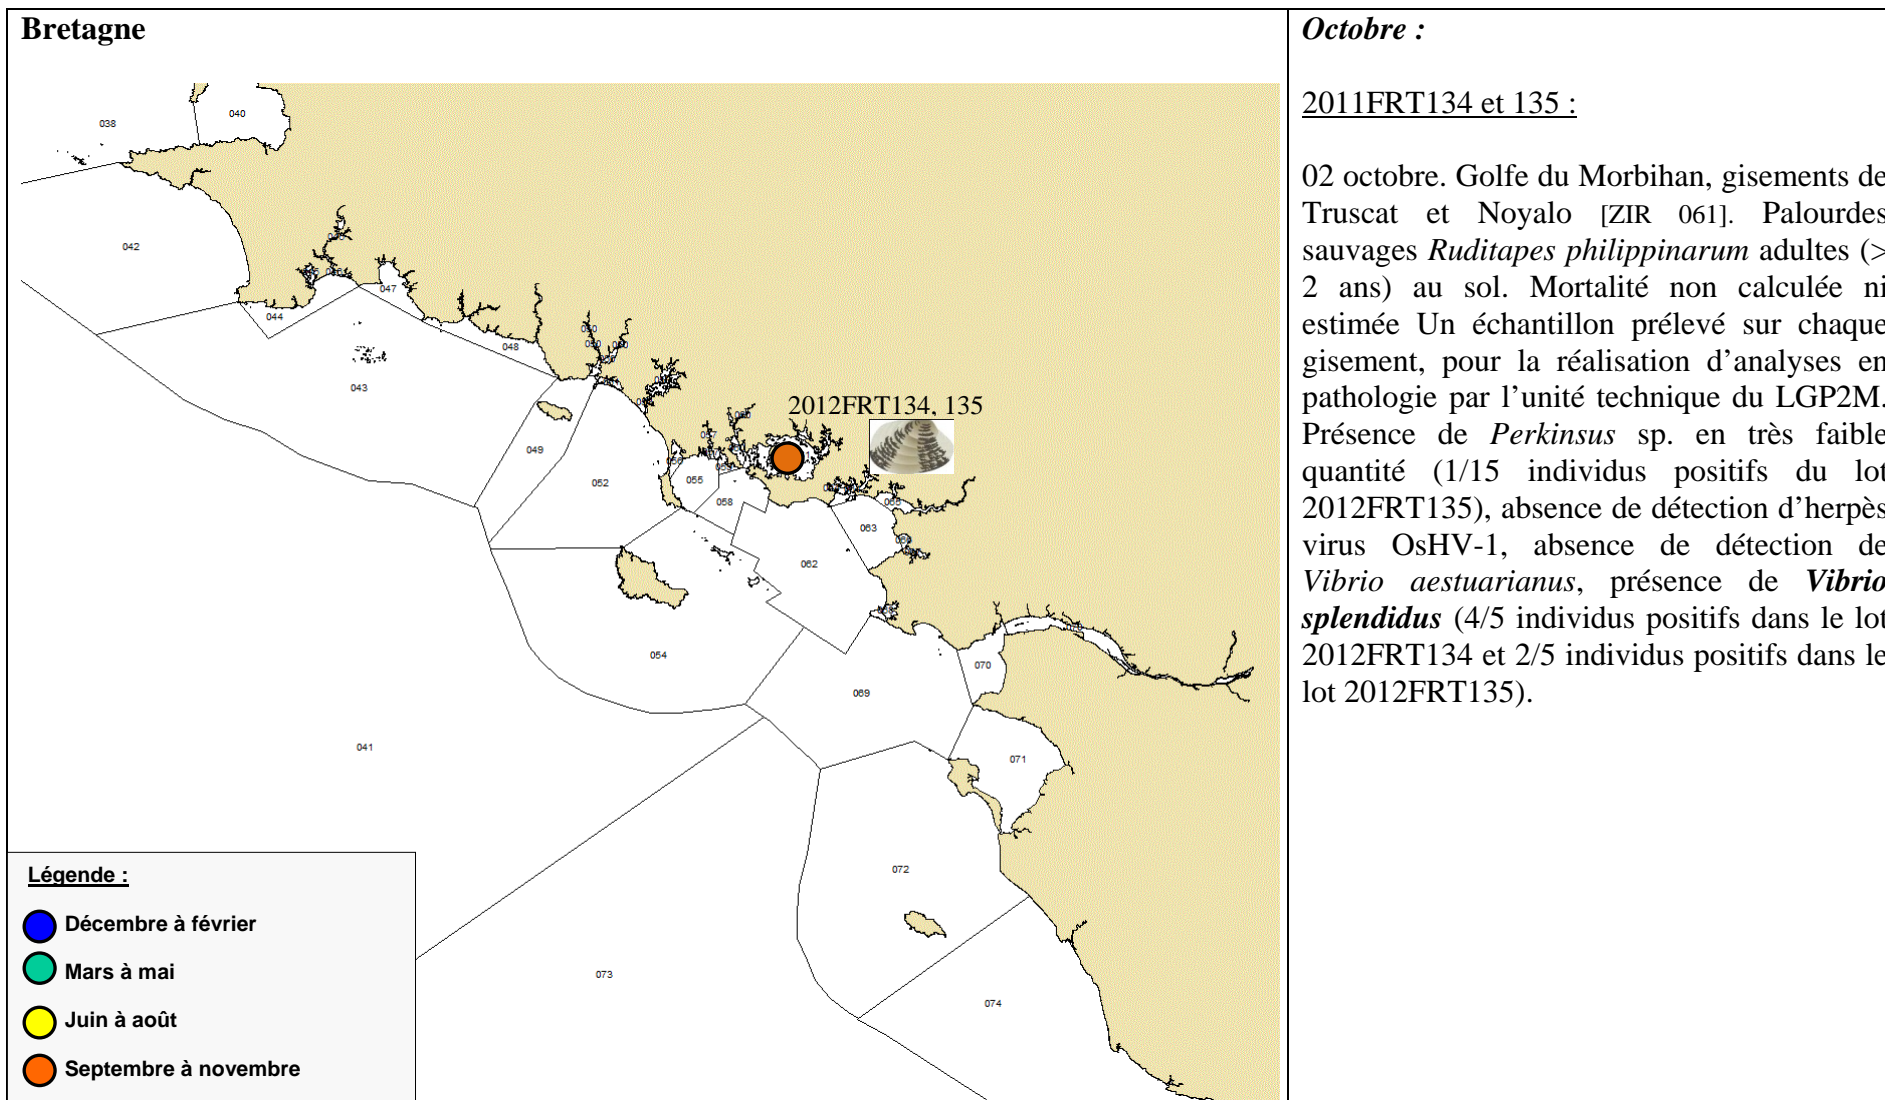 Bretagne
038
040
042
047
044
048
043
049
052
055
058
2012FRT134, 135
063
062
054
069
070
071
041
072
073
074
Légende :
Décembre à février
Mars à mai
Juin à août
Septembre à novembre
Octobre :
2011FRT134 et 135 :
02 octobre. Golfe du Morbihan, gisements de
Truscat et Noyalo [ZIR 061]. Palourdes
sauvages Ruditapes philippinarum adultes (>
2 ans) au sol. Mortalité non calculée ni
estimée Un échantillon prélevé sur chaque
gisement, pour la réalisation d’analyses en
pathologie par l’unité technique du LGP2M.
Présence de Perkinsus sp. en très faible
quantité (1/15 individus positifs du lot
2012FRT135), absence de détection d’herpès
virus OsHV-1, absence de détection de
Vibrio aestuarianus, présence de Vibrio
splendidus (4/5 individus positifs dans le lot
2012FRT134 et 2/5 individus positifs dans le
lot 2012FRT135).